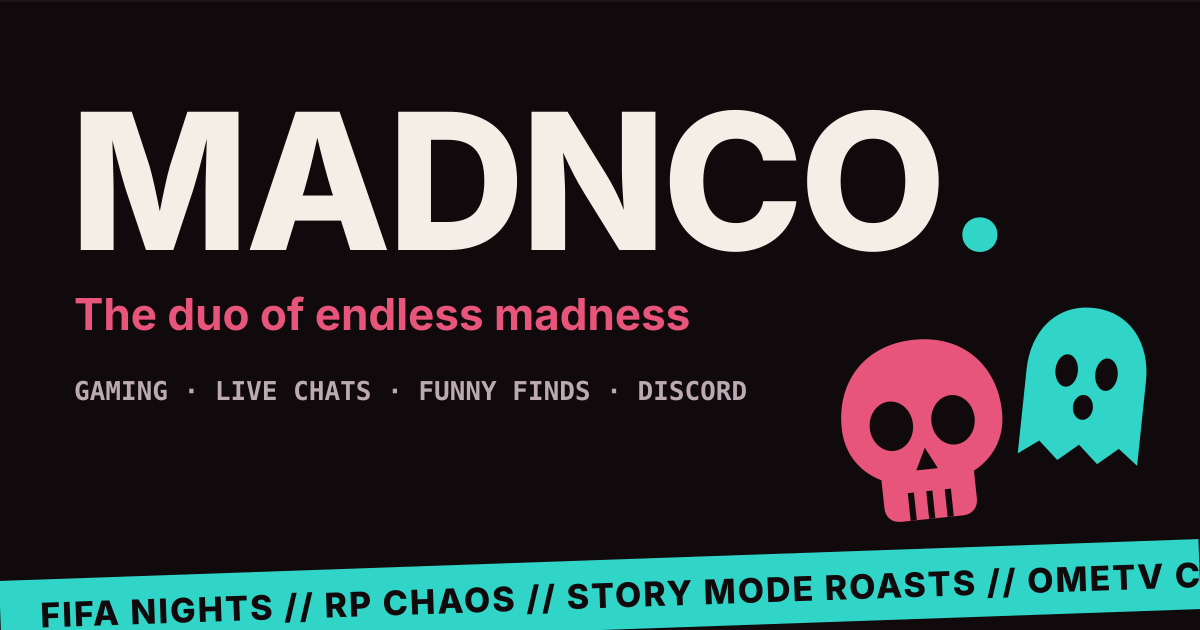 MADNCO.
The duo of endless madness
GAMING · LIVE CHATS · FUNNY FINDS · DISCORD
FIFA NIGHTS // RP CHAOS // STORY MODE ROASTS // OMETV C